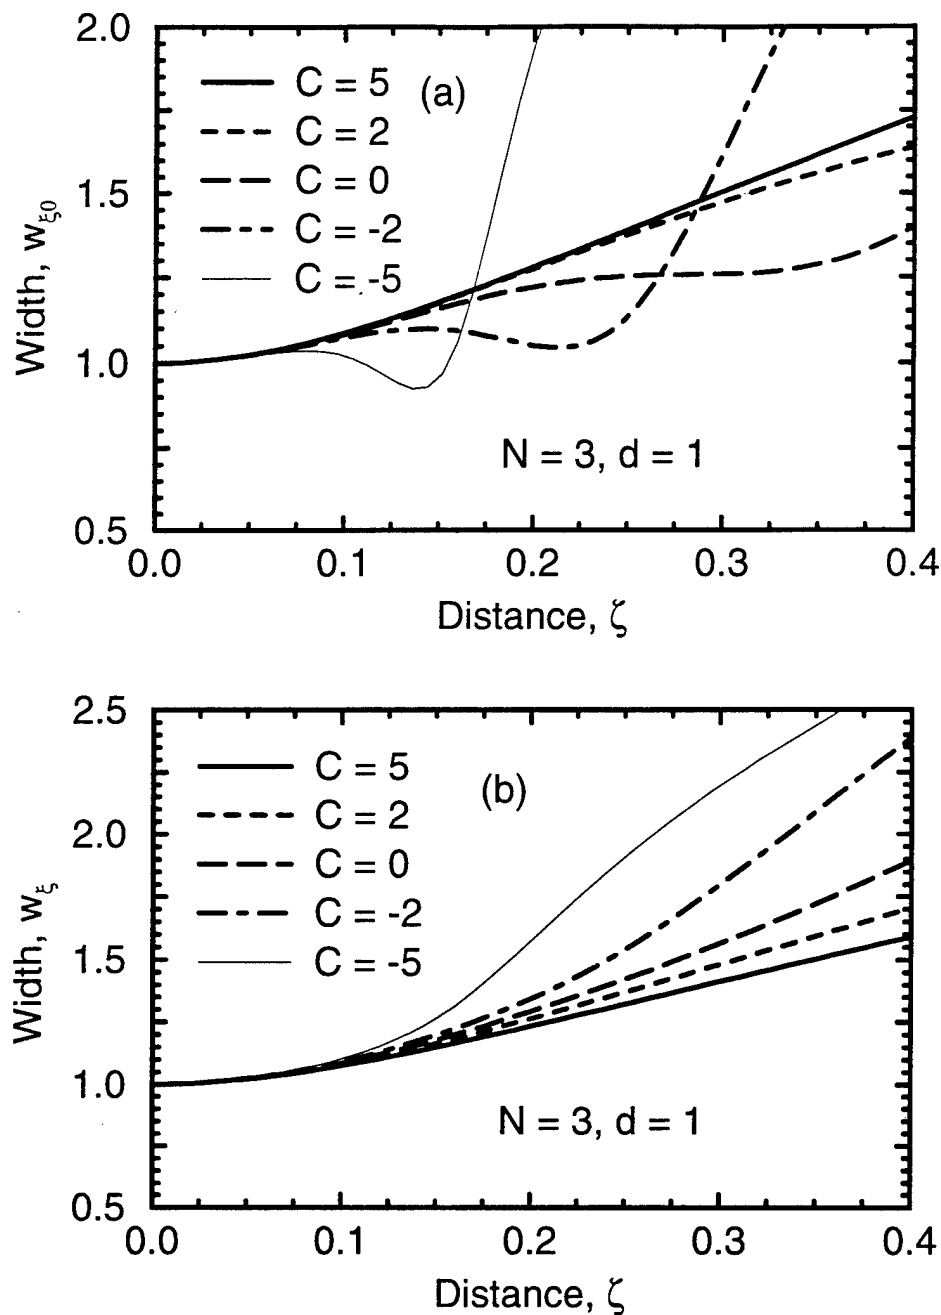 2.0
1.5
1.0
0.5
Width, wξ0
C = 5
C = 2
C = 0
C = -2
C = -5
(a)
N = 3, d = 1
0.0 0.1 0.2 0.3 0.4
Distance, ζ
2.5
2.0
1.5
1.0
0.5
Width, wξ
C = 5
C = 2
C = 0
C = -2
C = -5
(b)
N = 3, d = 1
0.0 0.1 0.2 0.3 0.4
Distance, ζ